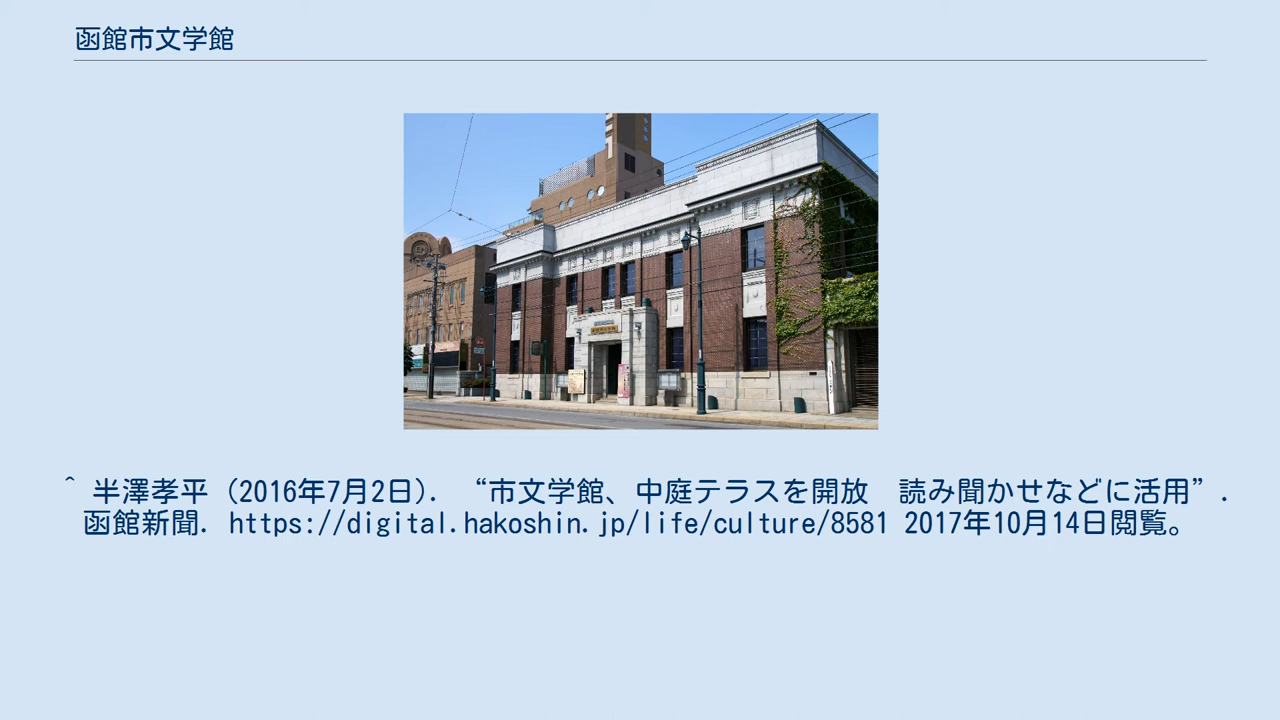 函館市文学館
^ 半澤孝平 (2016年7月2日). “市文学館、中庭テラスを開放　読み聞かせなどに活用”.
函館新聞. https://digital.hakoshin.jp/life/culture/8581 2017年10月14日閲覧。